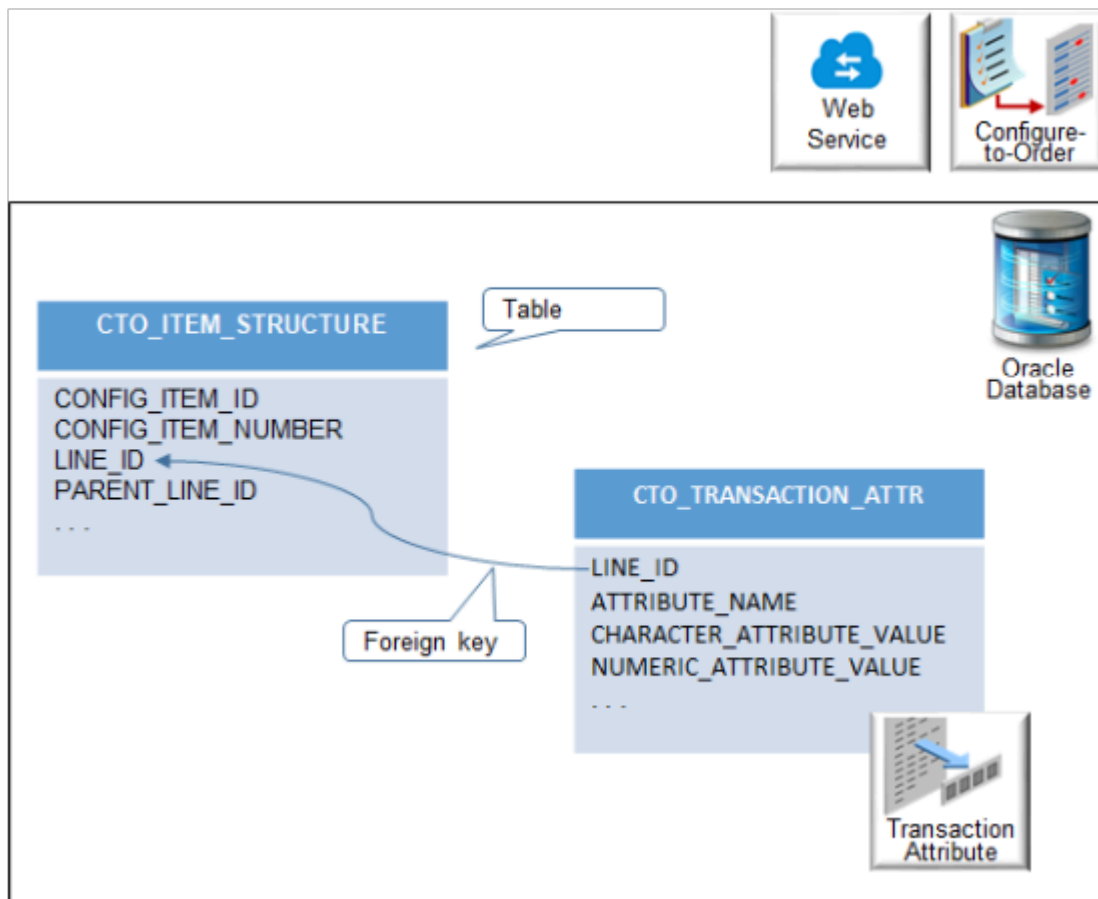 Web
Service
Configure-
to-Order
Oracle
Database
CTO_ITEM_STRUCTURE
Table
CONFIG_ITEM_ID
CONFIG_ITEM_NUMBER
LINE_ID
PARENT_LINE_ID
. . .
Foreign key
CTO_TRANSACTION_ATTR
LINE_ID
ATTRIBUTE_NAME
CHARACTER_ATTRIBUTE_VALUE
NUMERIC_ATTRIBUTE_VALUE
. . .
Transaction
Attribute